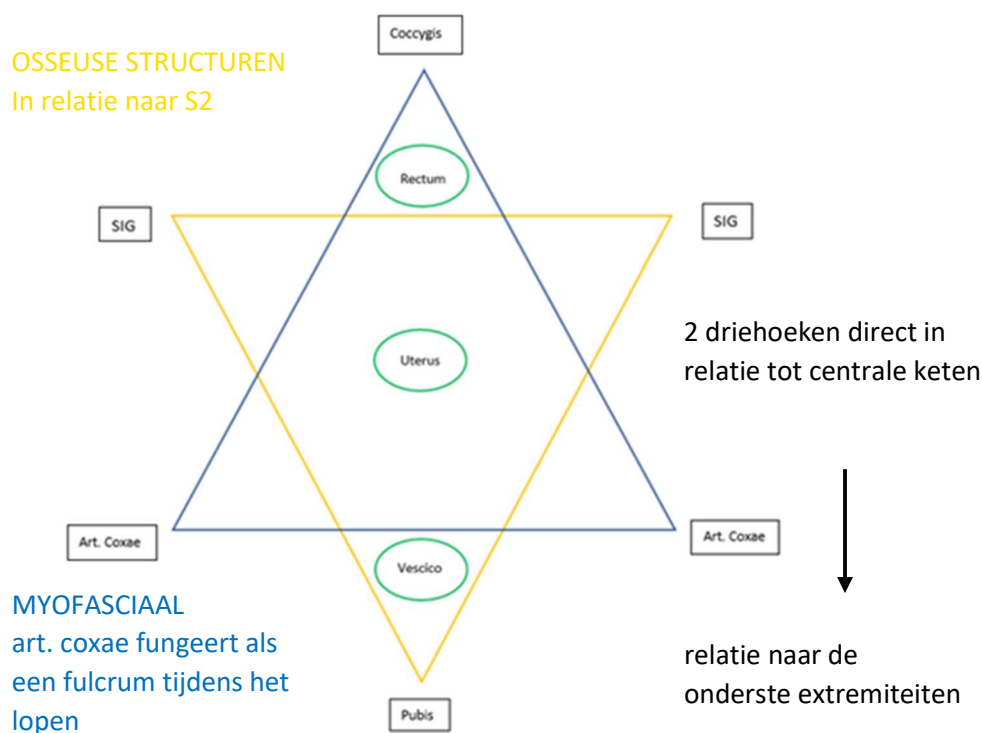 Coccygis
OSSEUSE STRUCTUREN
In relatie naar S2
Rectum
SIG
SIG
Uterus
2 driehoeken direct in
relatie tot centrale keten
Art. Coxae
Art. Coxae
Vescico
MYOFASCIAAL
art. coxae fungeert als
een fulcrum tijdens het
lopen
relatie naar de
onderste extremiteiten
Pubis